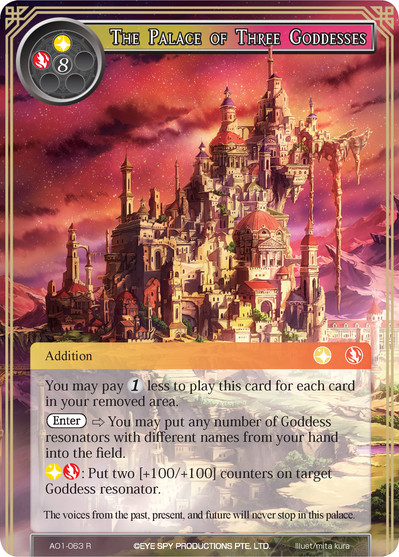 The Palace of Three Goddesses
8
Addition
You may pay 1 less to play this card for each card
in your removed area.
Enter ⇨ You may put any number of Goddess
resonators with different names from your hand
into the field.
: Put two [+100/+100] counters on target
Goddess resonator.
The voices from the past, present, and future will never stop in this palace.
AO1-063 R ©EYE SPY PRODUCTIONS PTE. LTD. Illust/mita kura